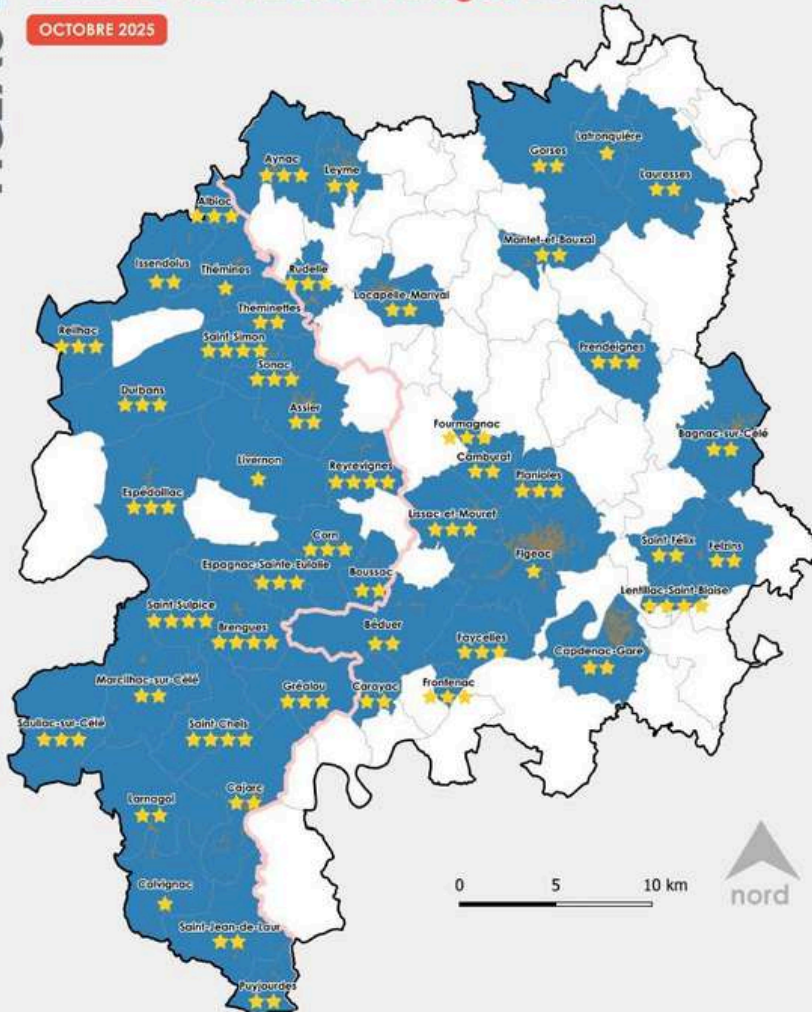 OCTOBRE 2025
Latronquière
Gorses
Aynac
Leyme
Lauresses
Albiac
Montet-et-Bouxal
Issendolus
Thémines
Rudelle
Lacapelle-Marival
Théminettes
Reilhac
Saint-Simon
Prendeignes
Sonac
Durbans
Assier
Fourmagnac
Bagnac-sur-Célé
Camburat
Livernon
Reyrevignes
Planioles
Espédaillac
Lissac-et-Mouret
Corn
Saint-Félix
Felzins
Figeac
Espagnac-Sainte-Eulalie
Boussac
Lentillac-Saint-Blaise
Saint-Sulpice
Brengues
Béduer
Faycelles
Capdenac-Gare
Marcilhac-sur-Célé
Gréalou
Carayac
Frontenac
Sauliac-sur-Célé
Saint-Chels
Larnagol
Cajarc
0 5 10 km
Calvignac
nord
Saint-Jean-de-Laur
Puyjourdes